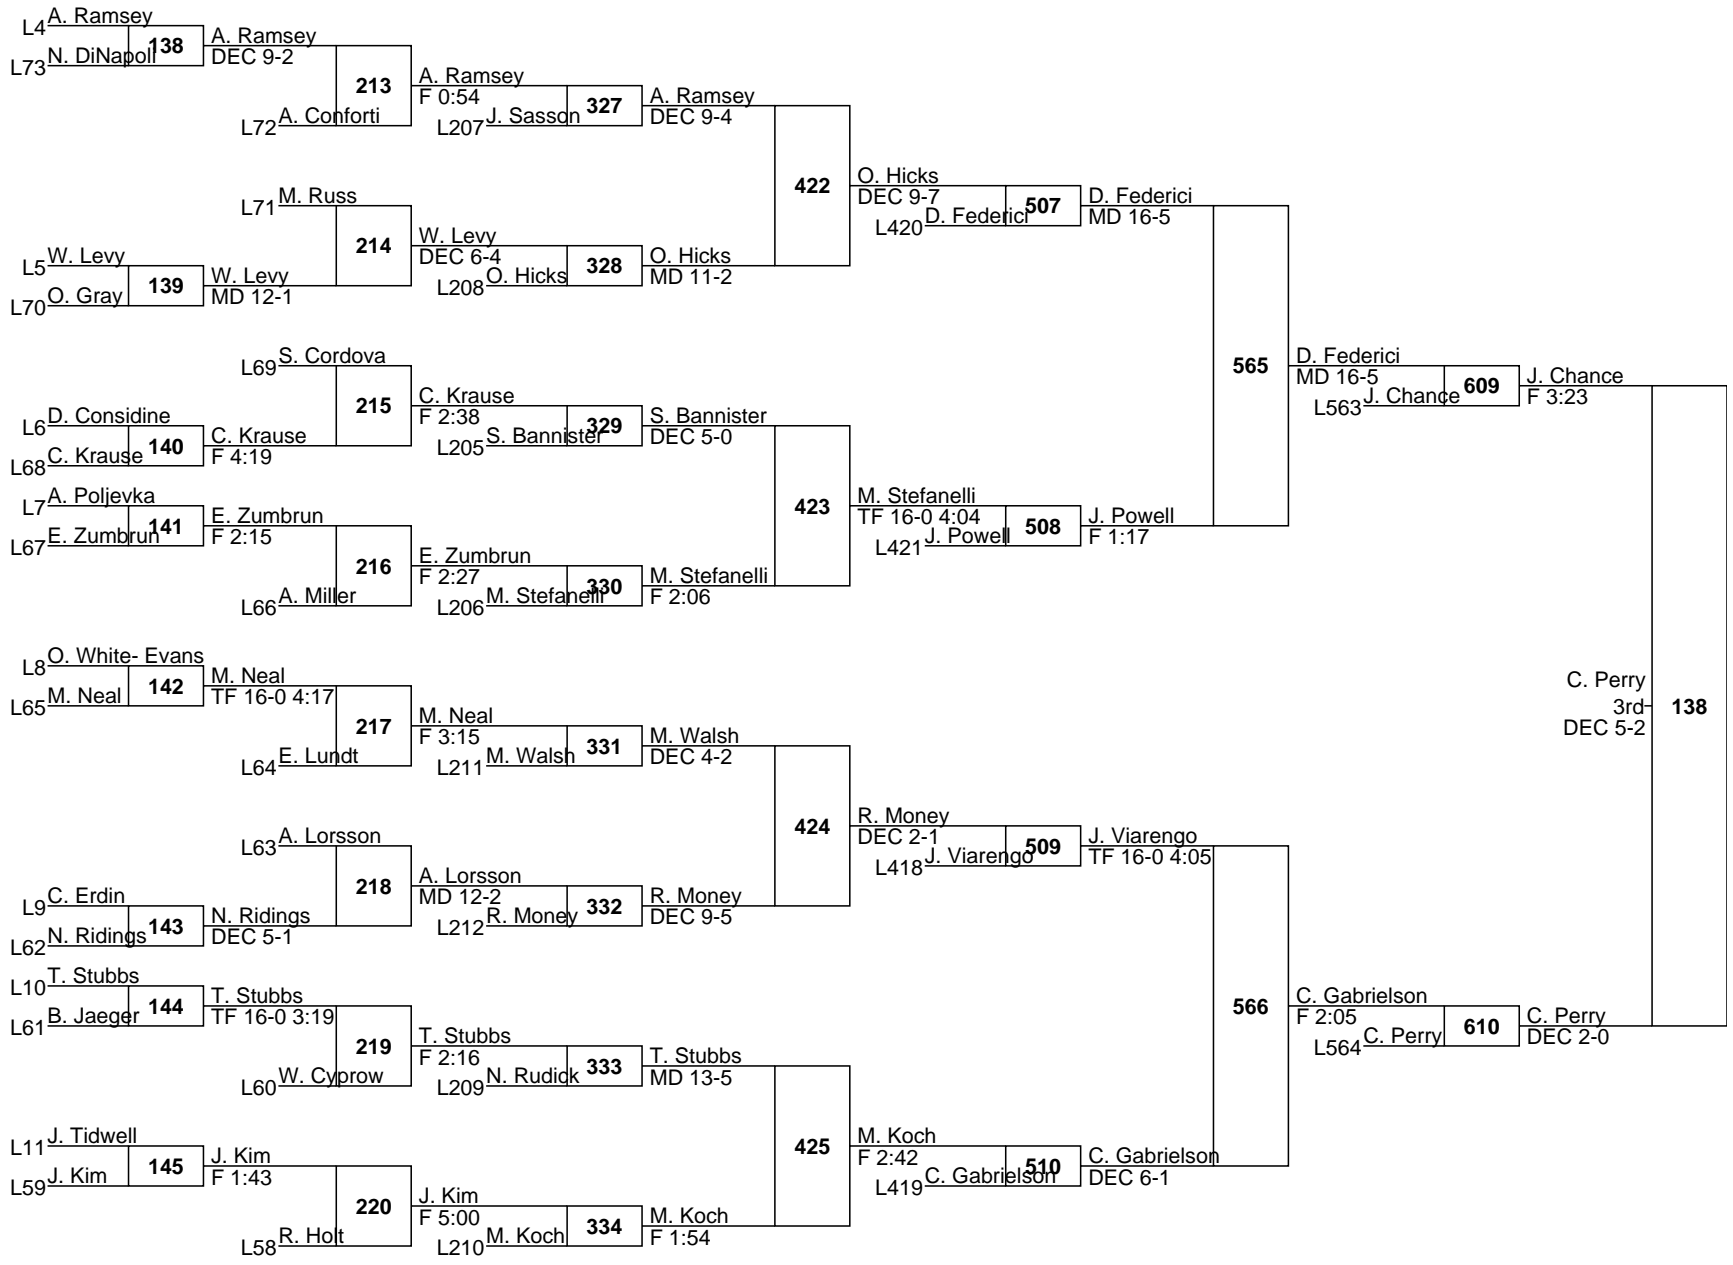 L4 A. Ramsey
138
L73 N. DiNapoli
A. Ramsey
DEC 9-2
213
L72 A. Conforti
A. Ramsey
F 0:54
327
L207 J. Sasson
A. Ramsey
DEC 9-4
422
L71 M. Russ
214
L5 W. Levy
139
L70 O. Gray
W. Levy
MD 12-1
W. Levy
DEC 6-4
328
L208 O. Hicks
O. Hicks
MD 11-2
O. Hicks
DEC 9-7
507
L420 D. Federici
D. Federici
MD 16-5
565
L69 S. Cordova
215
L6 D. Considine
140
L68 C. Krause
C. Krause
F 4:19
C. Krause
F 2:38
329
L205 S. Bannister
S. Bannister
DEC 5-0
423
L7 A. Poljevka
141
L67 E. Zumbrun
E. Zumbrun
F 2:15
216
L66 A. Miller
E. Zumbrun
F 2:27
330
L206 M. Stefanelli
M. Stefanelli
F 2:06
M. Stefanelli
TF 16-0 4:04
508
L421 J. Powell
J. Powell
F 1:17
D. Federici
MD 16-5
609
L563 J. Chance
J. Chance
F 3:23
L8 O. White- Evans
142
L65 M. Neal
M. Neal
TF 16-0 4:17
217
L64 E. Lundt
M. Neal
F 3:15
331
L211 M. Walsh
M. Walsh
DEC 4-2
424
L63 A. Lorsson
218
L9 C. Erdin
143
L62 N. Ridings
N. Ridings
DEC 5-1
A. Lorsson
MD 12-2
332
L212 R. Money
R. Money
DEC 9-5
R. Money
DEC 2-1
509
L418 J. Viarengo
J. Viarengo
TF 16-0 4:05
566
L10 T. Stubbs
144
L61 B. Jaeger
T. Stubbs
TF 16-0 3:19
219
L60 W. Cyprow
T. Stubbs
F 2:16
333
L209 N. Rudick
T. Stubbs
MD 13-5
425
L11 J. Tidwell
145
L59 J. Kim
J. Kim
F 1:43
220
L58 R. Holt
J. Kim
F 5:00
334
L210 M. Koch
M. Koch
F 1:54
M. Koch
F 2:42
510
L419 C. Gabrielson
C. Gabrielson
DEC 6-1
C. Gabrielson
F 2:05
610
L564 C. Perry
C. Perry
DEC 2-0
C. Perry
3rd
DEC 5-2
138